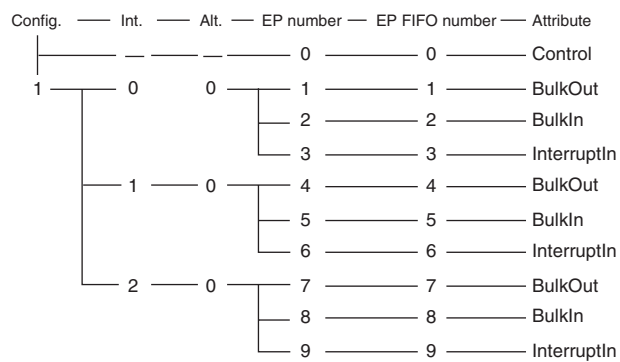 Config. Int. Alt. EP number EP FIFO number Attribute
— — 0 0 Control
1 0 0 1 1 BulkOut
2 2 BulkIn
3 3 InterruptIn
1 0 4 4 BulkOut
5 5 BulkIn
6 6 InterruptIn
2 0 7 7 BulkOut
8 8 BulkIn
9 9 InterruptIn